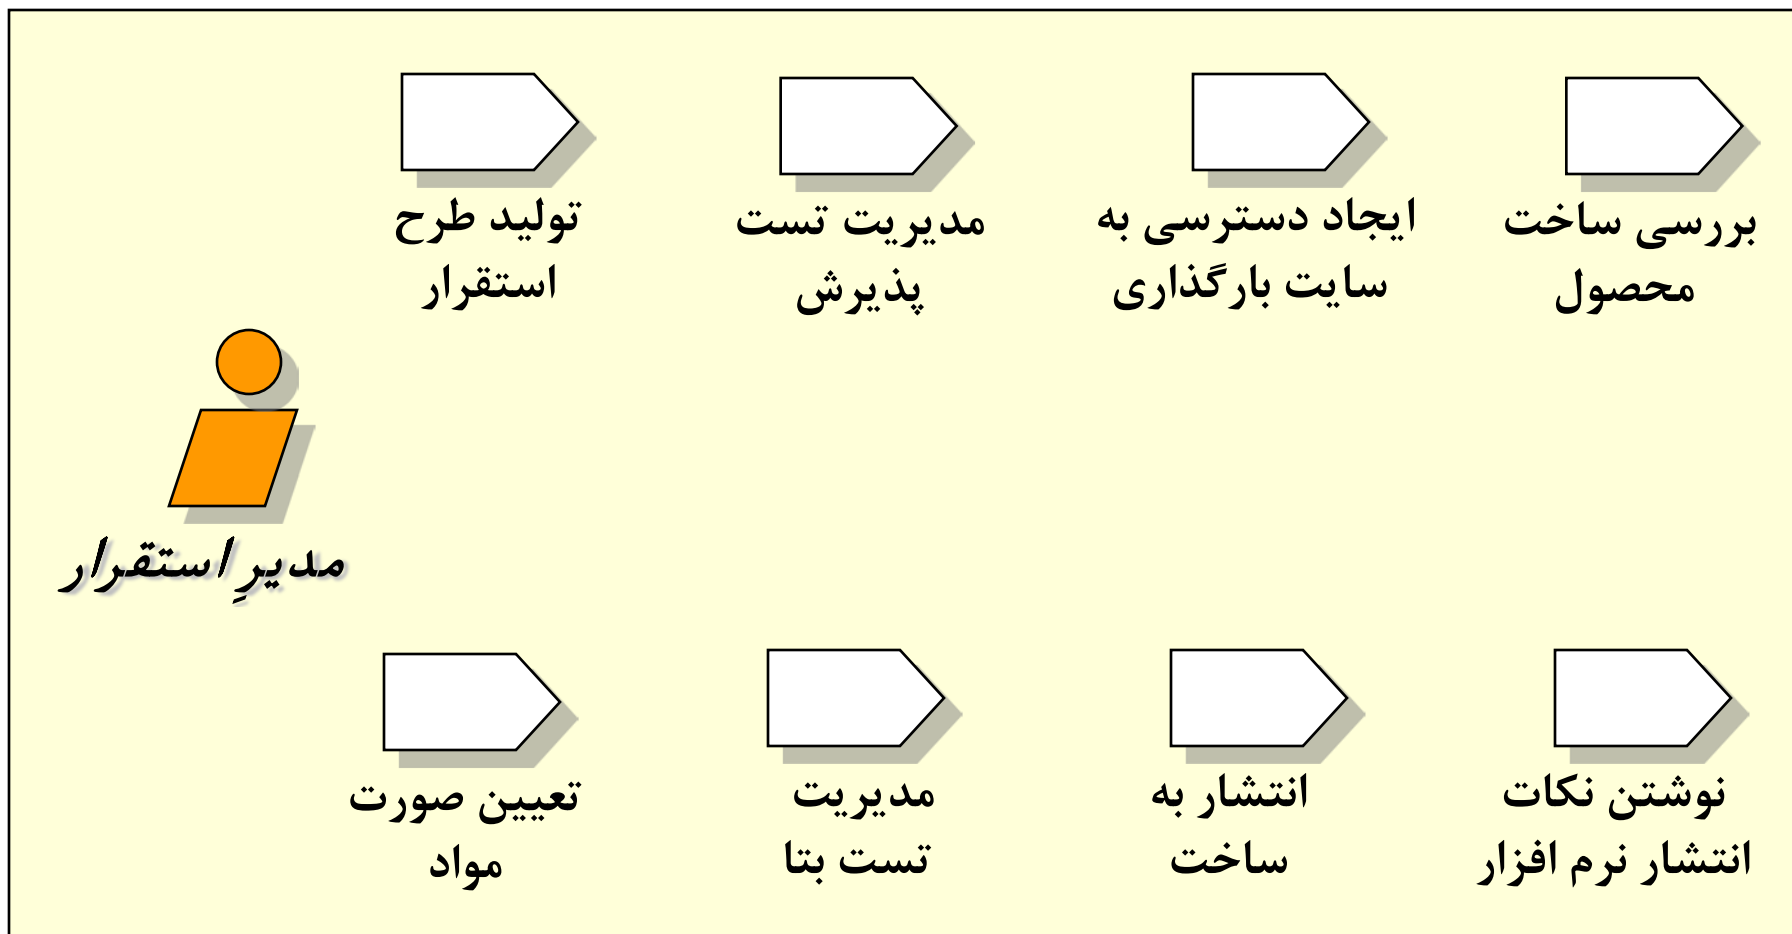 بررسی ساخت
محصول
ایجاد دسترسی به
سایت بارگذاری
مدیریت تست
پذیرش
تولید طرح
استقرار
مدیرِ استقرار
نوشتن نکات
انتشار نرم افزار
انتشار به
ساخت
مدیریت
تست بتا
تعیین صورت
مواد